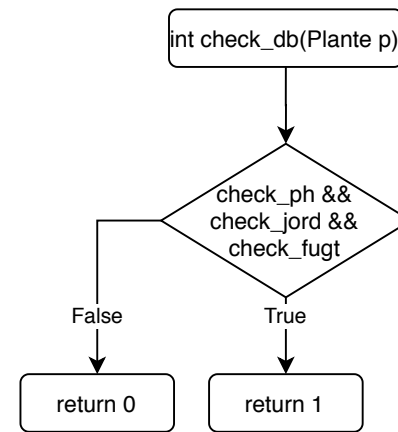 int check_db(Plante p)
check_ph &&
check_jord &&
check_fugt
False
True
return 0
return 1